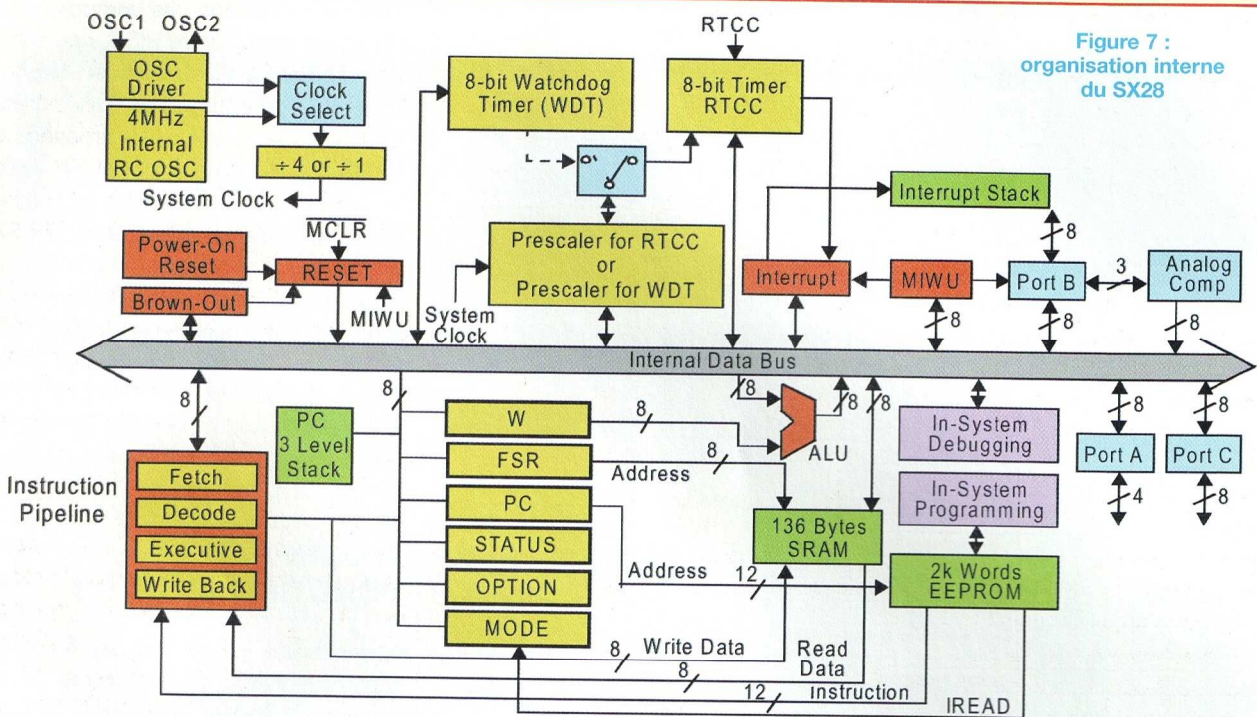 OSC1 OSC2
RTCC
Figure 7 :
organisation interne
du SX28
OSC
Driver
Clock
Select
8-bit Watchdog
Timer (WDT)
8-bit Timer
RTCC
4MHz
Internal
RC OSC
÷4 or ÷1
System Clock
Interrupt Stack
8
MCLR
Power-On
Reset
RESET
Brown-Out
MIWU
System
Clock
Prescaler for RTCC
or
Prescaler for WDT
Interrupt
MIWU
Port B
3
Analog
Comp
8
8
8
Internal Data Bus
8
8
8
8
8
8
8
PC
3 Level
Stack
W
8
FSR
8
Address
PC
STATUS
OPTION
MODE
ALU
In-System
Debugging
Port A
Port C
4
8
Instruction
Pipeline
Fetch
Decode
Executive
Write Back
In-System
Programming
136 Bytes
SRAM
Address
12
2k Words
EEPROM
8
Write Data
Read
Data
8
12
Instruction
IREAD